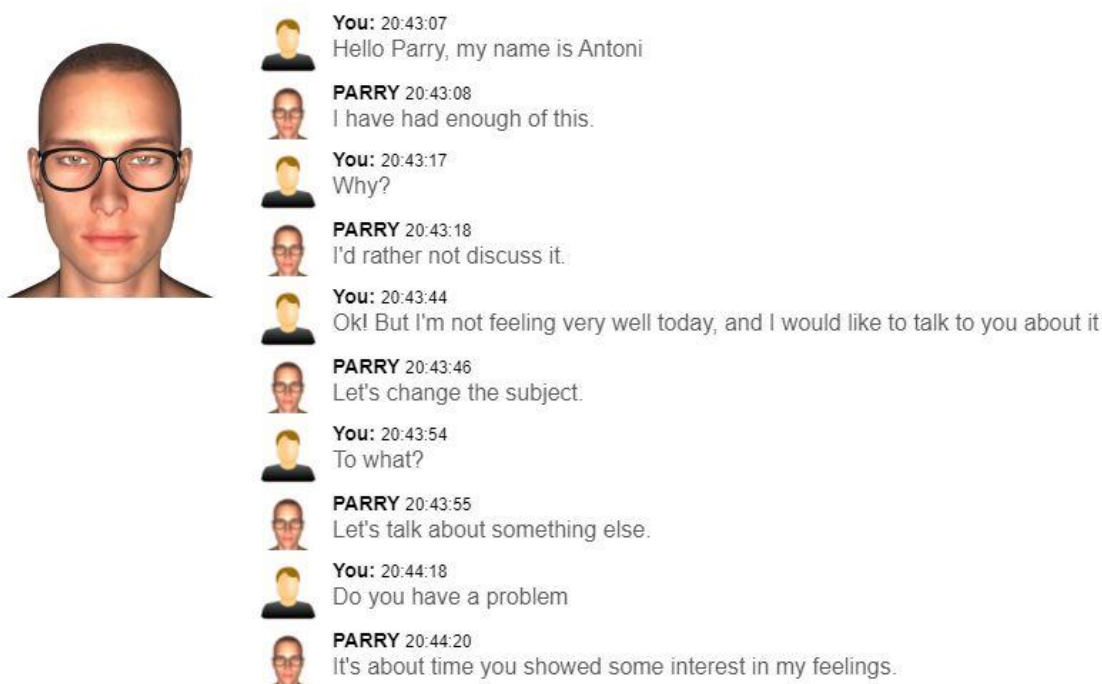 You: 20:43:07
Hello Parry, my name is Antoni
PARRY 20:43:08
I have had enough of this.
You: 20:43:17
Why?
PARRY 20:43:18
I'd rather not discuss it.
You: 20:43:44
Ok! But I'm not feeling very well today, and I would like to talk to you about it
PARRY 20:43:46
Let's change the subject.
You: 20:43:54
To what?
PARRY 20:43:55
Let's talk about something else.
You: 20:44:18
Do you have a problem
PARRY 20:44:20
It's about time you showed some interest in my feelings.